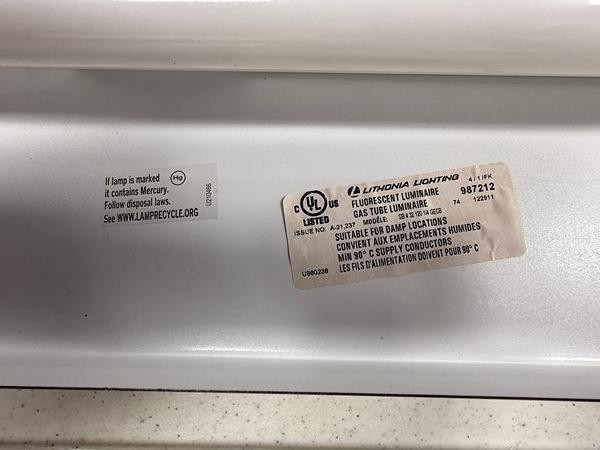 If lamp is marked Hg
it contains Mercury.
Follow disposal laws.
See WWW.LAMPRECYCLE.ORG
U210466
LITHONIA LIGHTING
C UL US
LISTED
FLUORESCENT LUMINAIRE 987212
GAS TUBE LUMINAIRE 74 122911
ISSUE NO: A-21,237 MODÈLE: SB 4 32 120 1/4 GEB
SUITABLE FOR DAMP LOCATIONS
CONVIENT AUX EMPLACEMENTS HUMIDES
MIN 90° C SUPPLY CONDUCTORS
U880238 LES FILS D'ALIMENTATION DOIVENT POUR 90° C